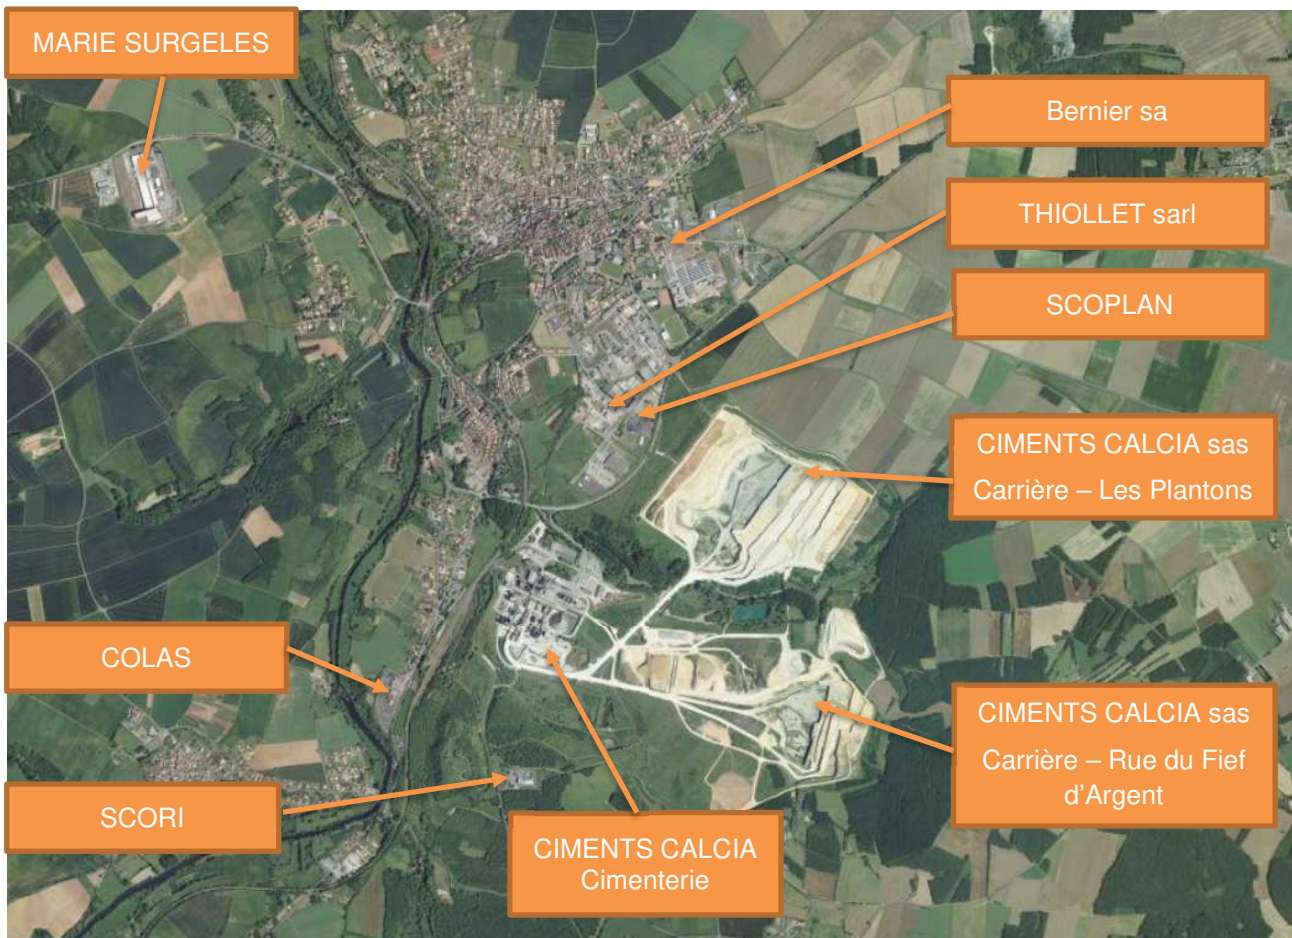 MARIE SURGELES
Bernier sa
THIOLLET sarl
SCOPLAN
CIMENTS CALCIA sas
Carrière – Les Plantons
COLAS
CIMENTS CALCIA sas
Carrière – Rue du Fief
d'Argent
SCORI
CIMENTS CALCIA
Cimenterie